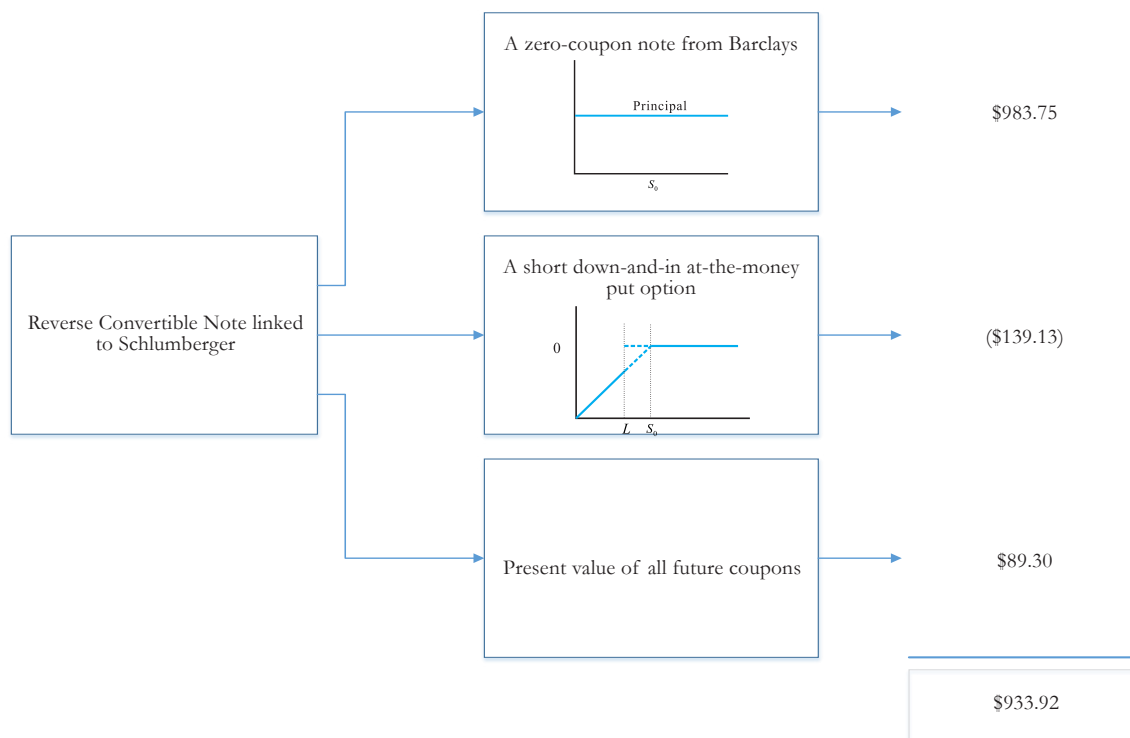 A zero-coupon note from Barclays
Principal
S₀
$983.75
Reverse Convertible Note linked
to Schlumberger
A short down-and-in at-the-money
put option
0
L S₀
($139.13)
Present value of all future coupons
$89.30
$933.92